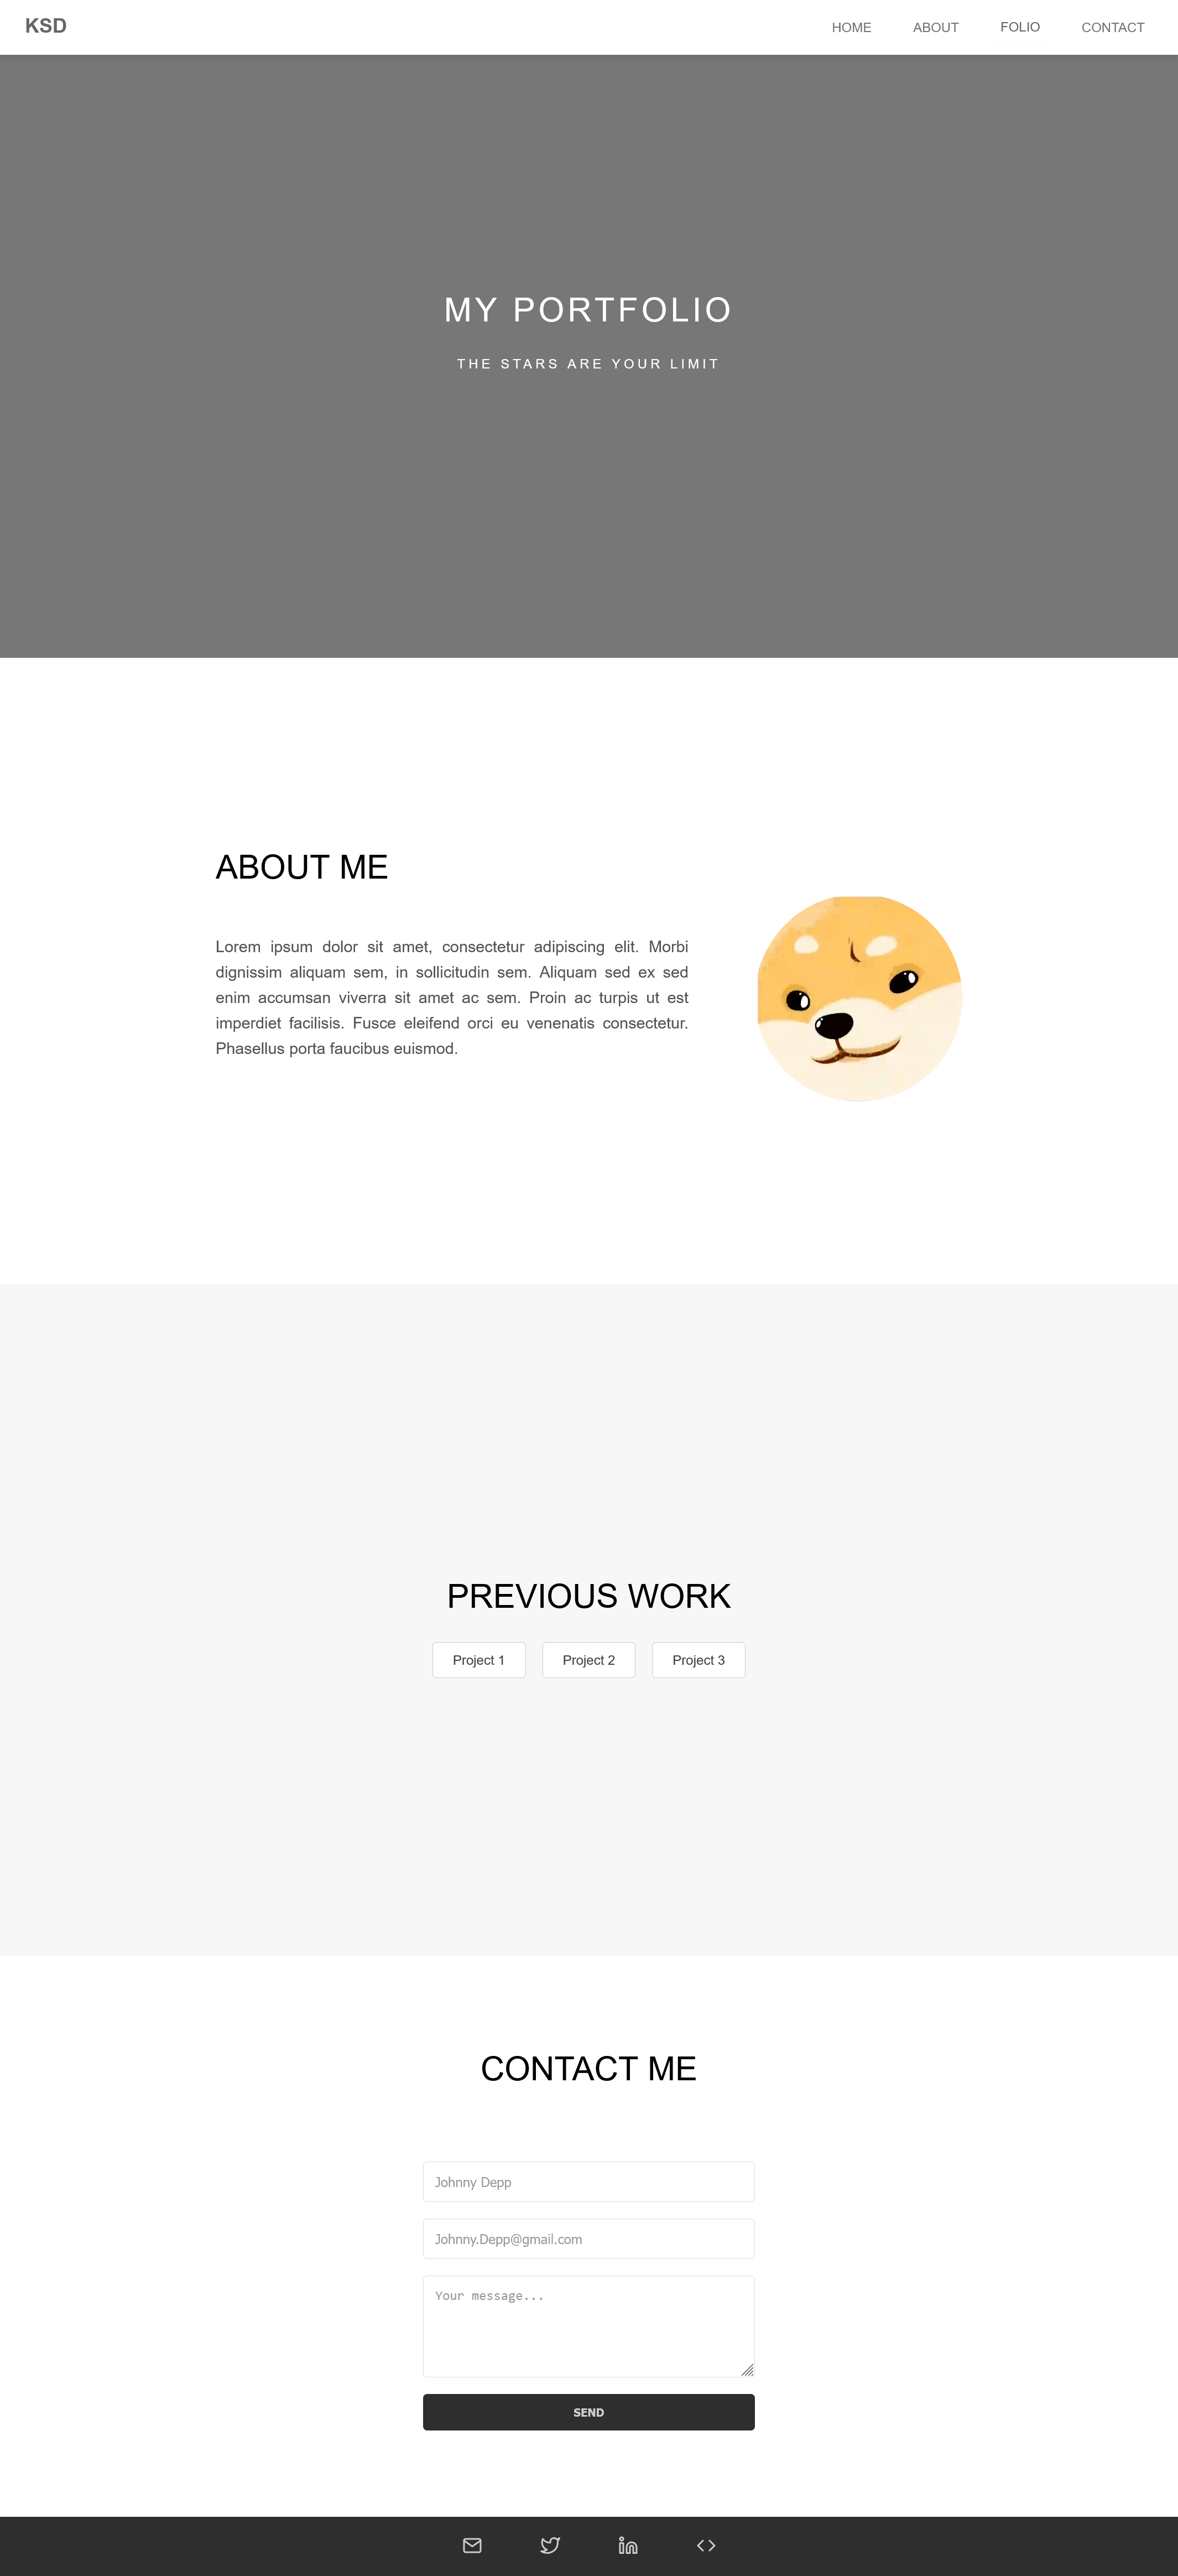 KSD
HOME ABOUT FOLIO CONTACT
MY PORTFOLIO
THE STARS ARE YOUR LIMIT
ABOUT ME
Lorem ipsum dolor sit amet, consectetur adipiscing elit. Morbi
dignissim aliquam sem, in sollicitudin sem. Aliquam sed ex sed
enim accumsan viverra sit amet ac sem. Proin ac turpis ut est
imperdiet facilisis. Fusce eleifend orci eu venenatis consectetur.
Phasellus porta faucibus euismod.
PREVIOUS WORK
Project 1 Project 2 Project 3
CONTACT ME
Johnny Depp
Johnny.Depp@gmail.com
Your message...
SEND